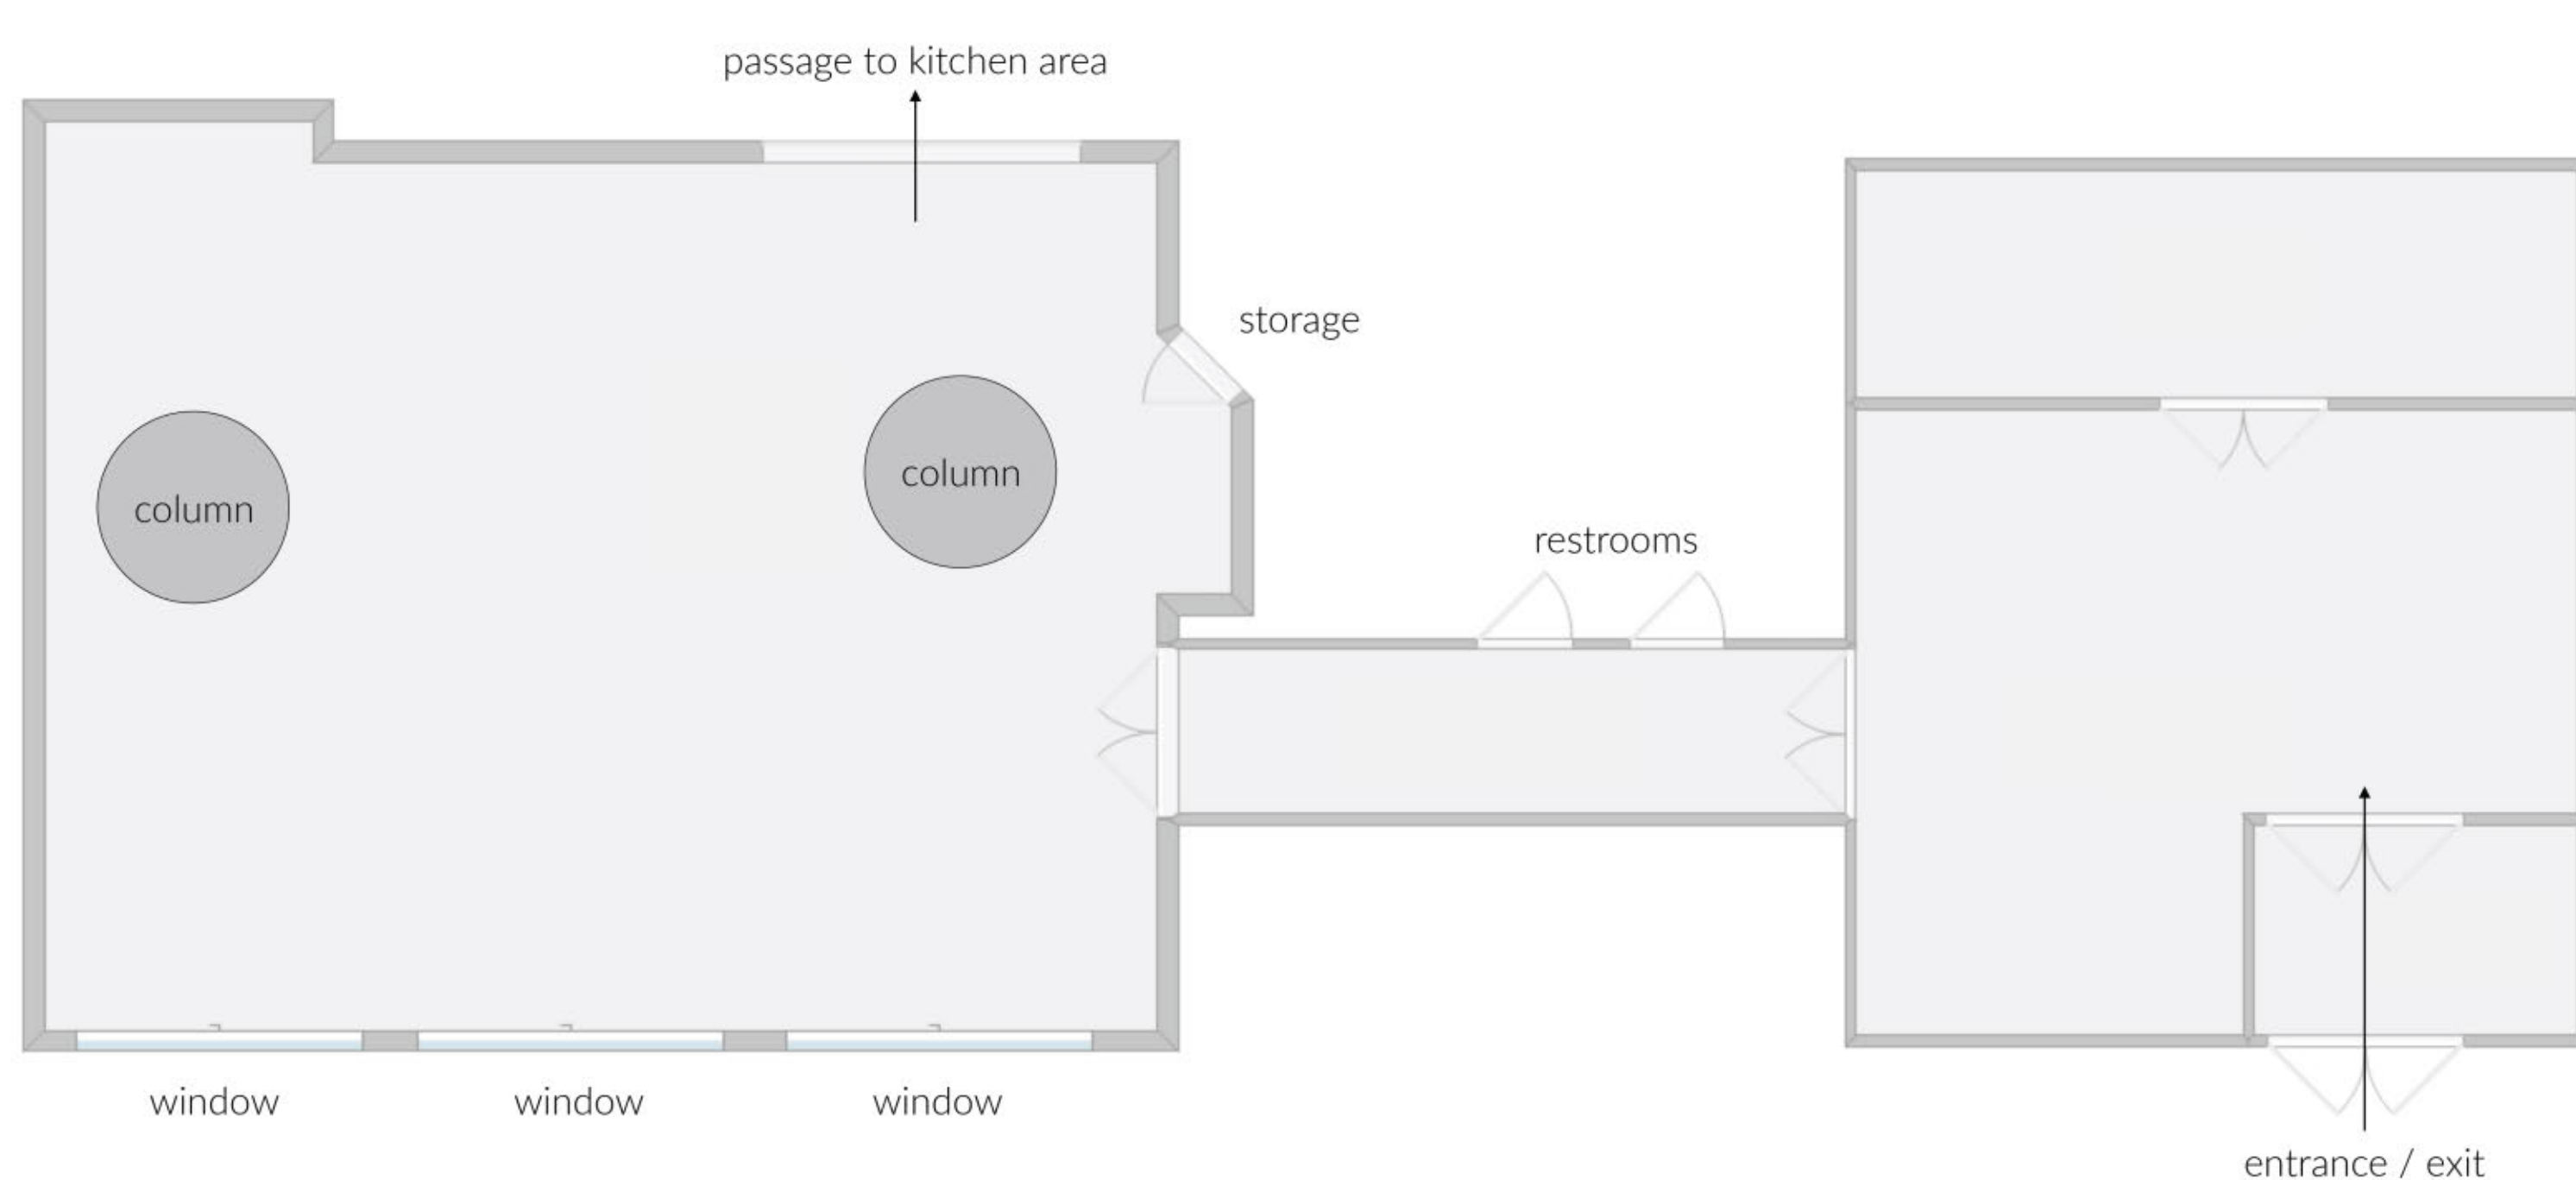 passage to kitchen area
storage
column
column
restrooms
window
window
window
entrance / exit